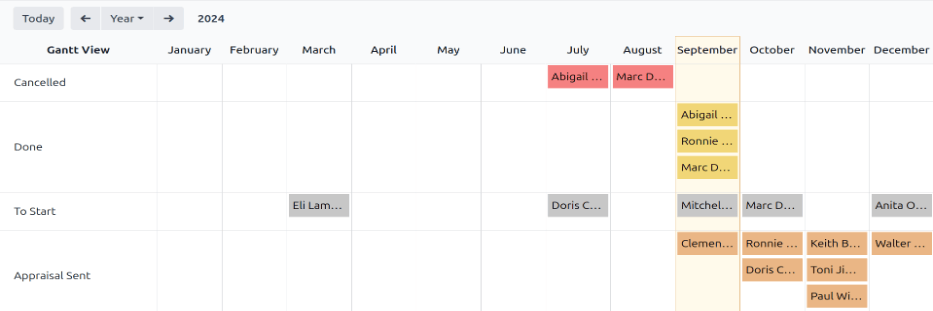 Today ← Year → 2024
Gantt View January February March April May June July August September October November December
Cancelled Abigail ... Marc D...
Abigail ...
Done Ronnie ...
Marc D...
To Start Eli Lam... Doris C... Mitchel... Marc D... Anita O...
Clemen... Ronnie ... Keith B... Walter ...
Appraisal Sent Doris C... Toni Ji...
Paul Wi...